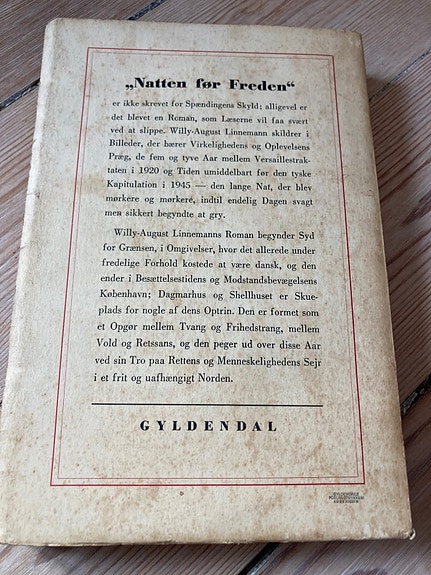 „Natten før Freden“
er ikke skrevet for Spændingens Skyld; alligevel er
det blevet en Roman, som Læserne vil faa svært
ved at slippe. Willy-August Linnemann skildrer i
Billeder, der bærer Virkelighedens og Oplevelsens
Præg, de fem og tyve Aar mellem Versaillestrak-
taten i 1920 og Tiden umiddelbart før den tyske
Kapitulation i 1945 — den lange Nat, der blev
mørkere og mørkere, indtil endelig Dagen svagt
men sikkert begyndte at gry.
Willy-August Linnemanns Roman begynder Syd
for Grænsen, i Omgivelser, hvor det allerede under
fredelige Forhold kostede at være dansk, og den
ender i Besættelsestidens og Modstandsbevægelsens
København; Dagmarhus og Shellhuset er Skue-
plads for nogle af dens Optrin. Den er formet som
et Opgør mellem Tvang og Frihedstrang, mellem
Vold og Retssans, og den peger ud over disse Aar
ved sin Tro paa Rettens og Menneskelighedens Sejr
i et frit og uafhængigt Norden.
GYLDENDAL